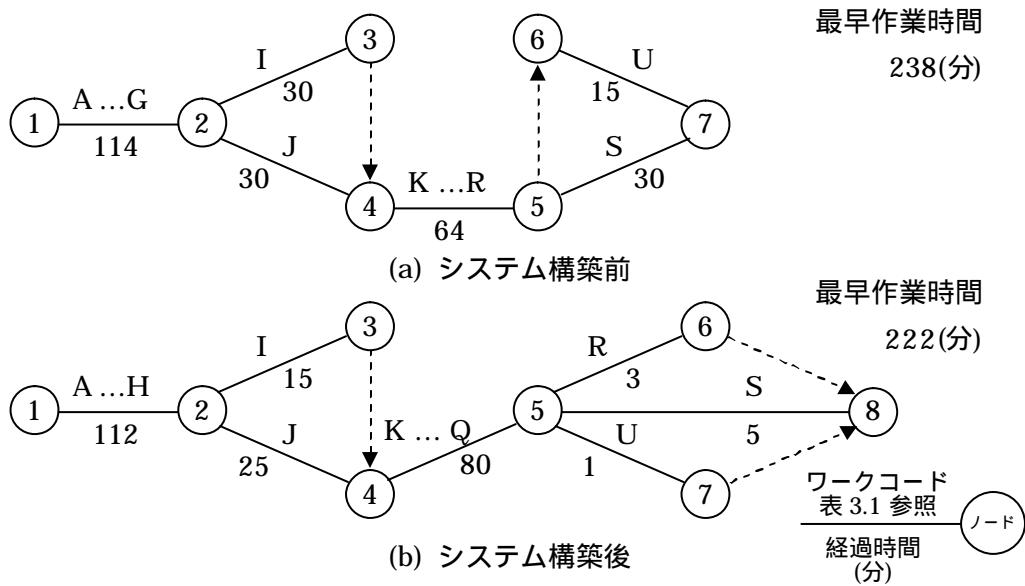 最早作業時間
238(分)
3
6
I
30
U
15
A …G
1
2
7
114
J
30
S
30
K …R
4
5
64
(a) システム構築前
最早作業時間
222(分)
3
6
I
15
R
3
A …H
1
2
5
S
8
112
J
25
K … Q
80
U
1
5
4
7
ワークコード
表 3.1 参照
ノード
経過時間
(分)
(b) システム構築後